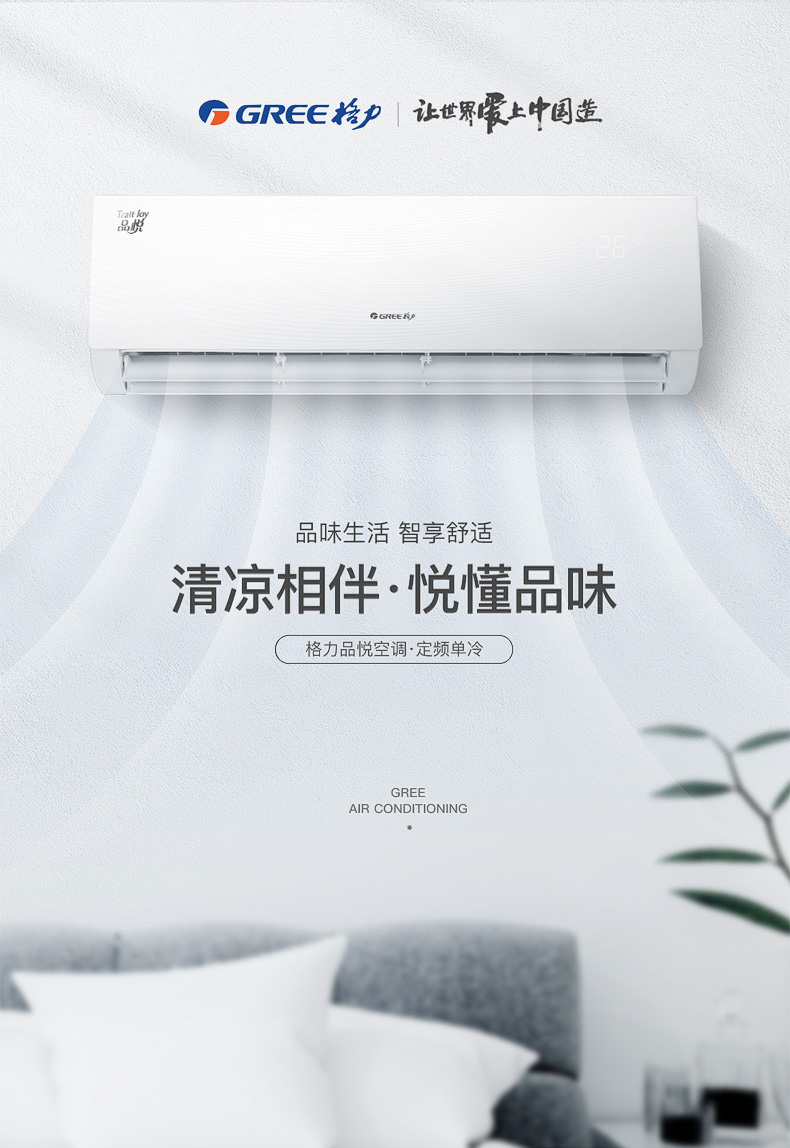 GREE格力 | 让世界爱上中国造
Trait Joy
品悦
26°
GREE格力
品味生活 智享舒适
清凉相伴·悦懂品味
格力品悦空调·定频单冷
GREE
AIR CONDITIONING